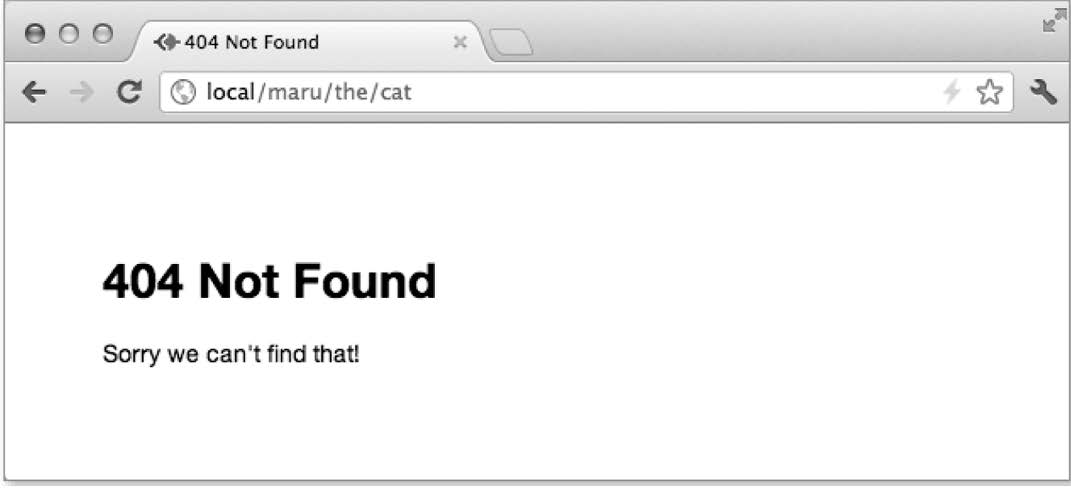 404 Not Found
local/maru/the/cat
404 Not Found
Sorry we can't find that!